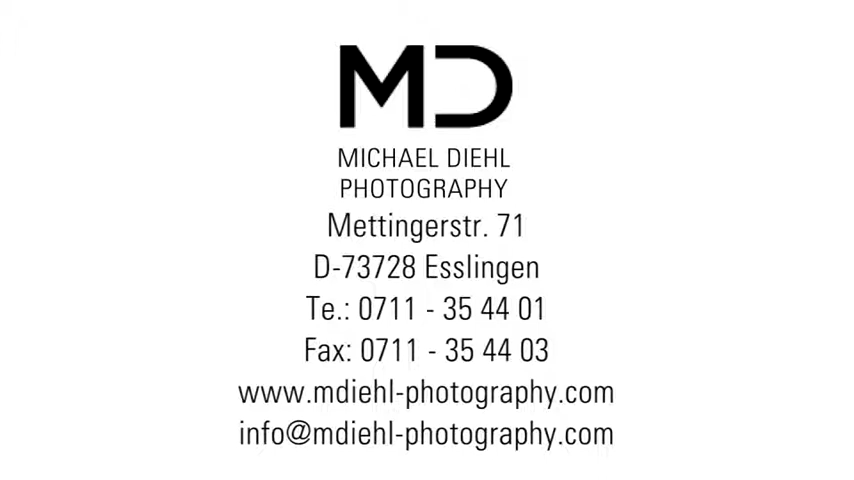 MD
MICHAEL DIEHL
PHOTOGRAPHY
Mettingerstr. 71
D-73728 Esslingen
Te.: 0711 - 35 44 01
Fax: 0711 - 35 44 03
www.mdiehl-photography.com
info@mdiehl-photography.com